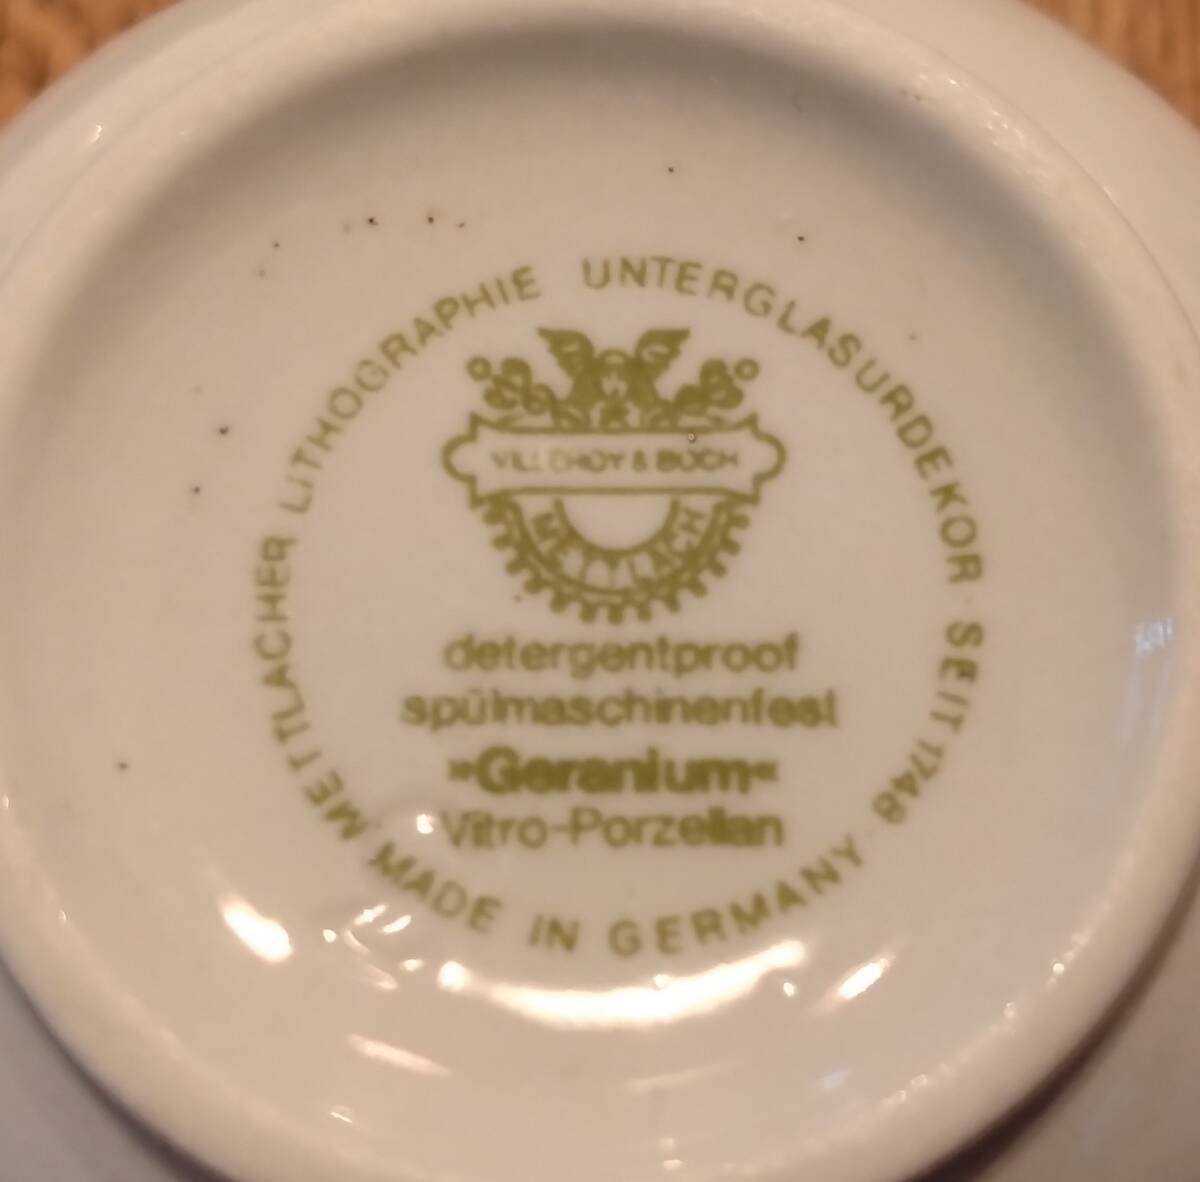 METTLACHER LITHOGRAPHIE UNTERGLASURDEKOR · SEIT 1748 ·
VILLEROY & BOCH
METTLACH
detergentproof
spülmaschinenfest
»Geranium«
Vitro-Porzellan
MADE IN GERMANY